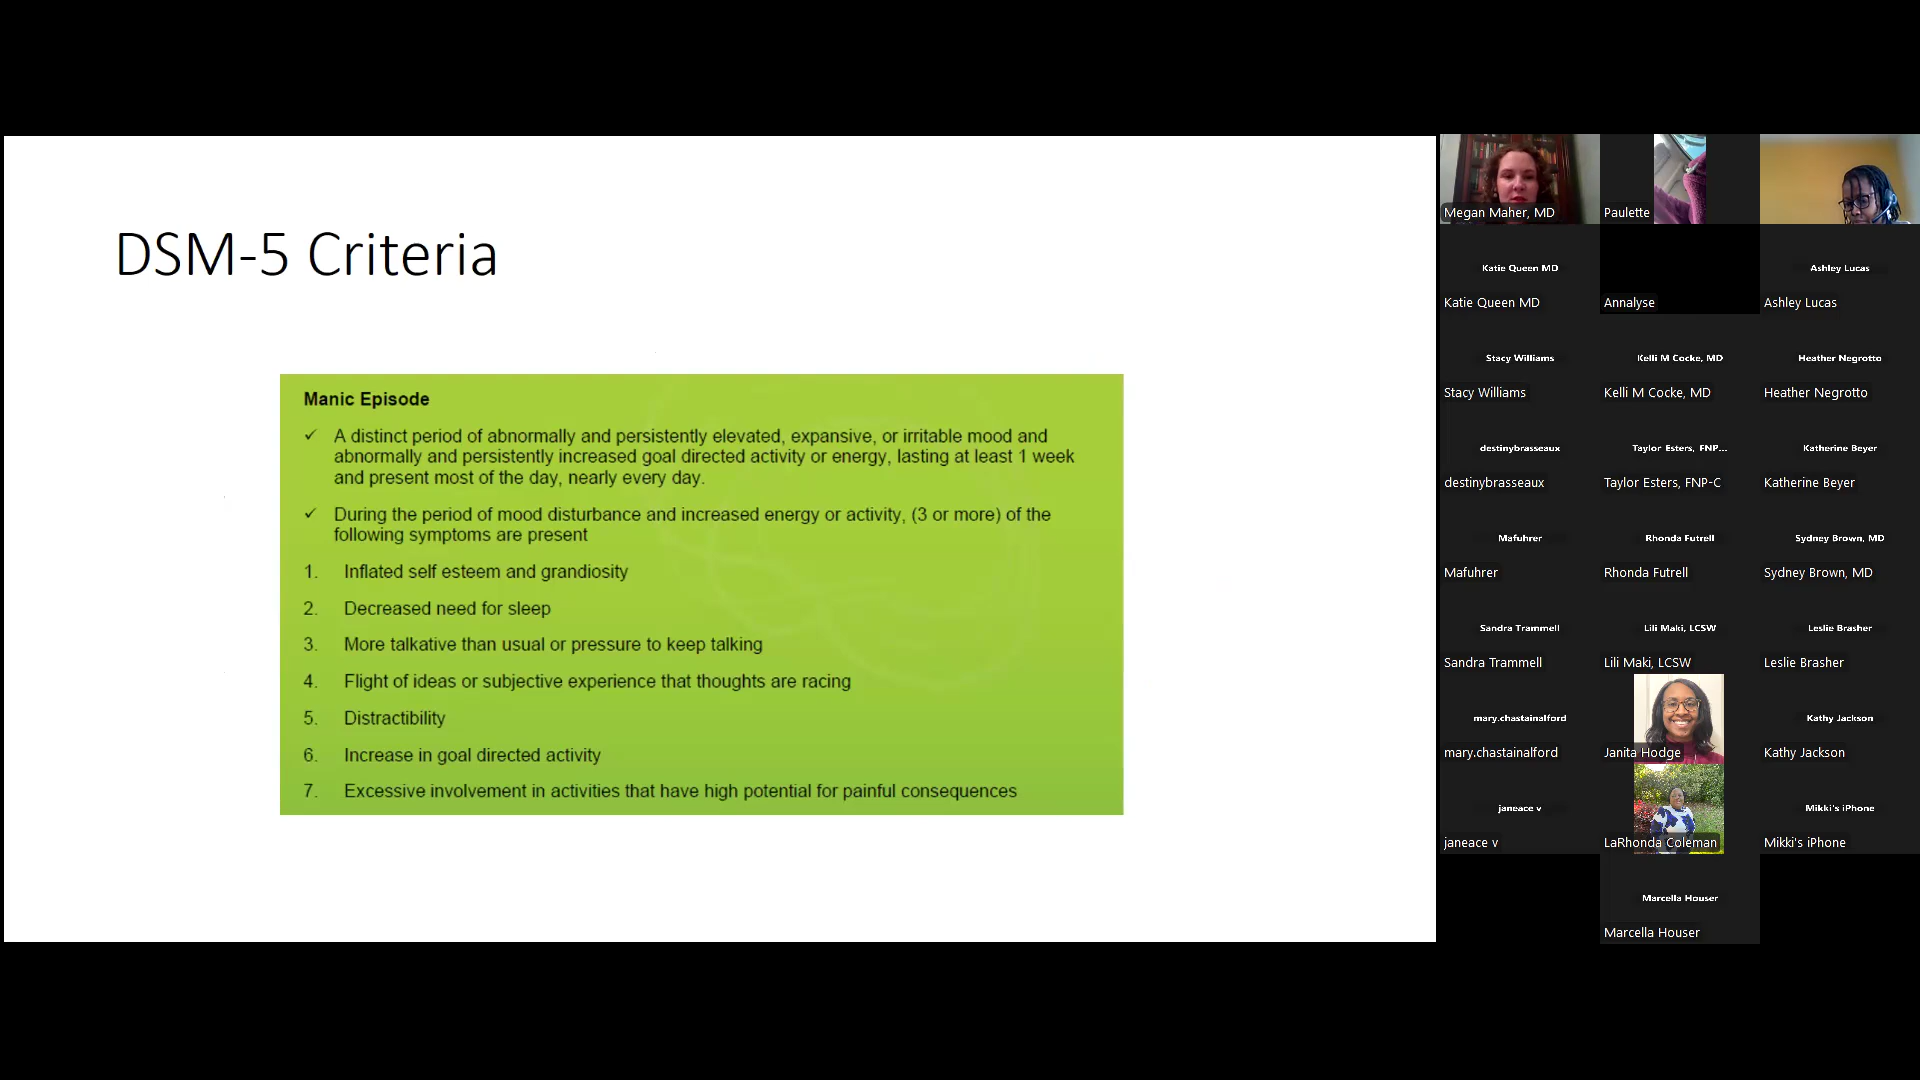 DSM-5 Criteria
Manic Episode
✓ A distinct period of abnormally and persistently elevated, expansive, or irritable mood and
abnormally and persistently increased goal directed activity or energy, lasting at least 1 week
and present most of the day, nearly every day.
✓ During the period of mood disturbance and increased energy or activity, (3 or more) of the
following symptoms are present
1. Inflated self esteem and grandiosity
2. Decreased need for sleep
3. More talkative than usual or pressure to keep talking
4. Flight of ideas or subjective experience that thoughts are racing
5. Distractibility
6. Increase in goal directed activity
7. Excessive involvement in activities that have high potential for painful consequences
Megan Maher, MD
Paulette
Katie Queen MD
Katie Queen MD
Annalyse
Ashley Lucas
Ashley Lucas
Stacy Williams
Stacy Williams
Kelli M Cocke, MD
Kelli M Cocke, MD
Heather Negrotto
Heather Negrotto
destinybrasseaux
destinybrasseaux
Taylor Esters, FNP...
Taylor Esters, FNP-C
Katherine Beyer
Katherine Beyer
Mafuhrer
Mafuhrer
Rhonda Futrell
Rhonda Futrell
Sydney Brown, MD
Sydney Brown, MD
Sandra Trammell
Sandra Trammell
Lili Maki, LCSW
Lili Maki, LCSW
Leslie Brasher
Leslie Brasher
mary.chastainalford
mary.chastainalford
Janita Hodge
Kathy Jackson
Kathy Jackson
janeace v
janeace v
LaRhonda Coleman
Mikki's iPhone
Mikki's iPhone
Marcella Houser
Marcella Houser